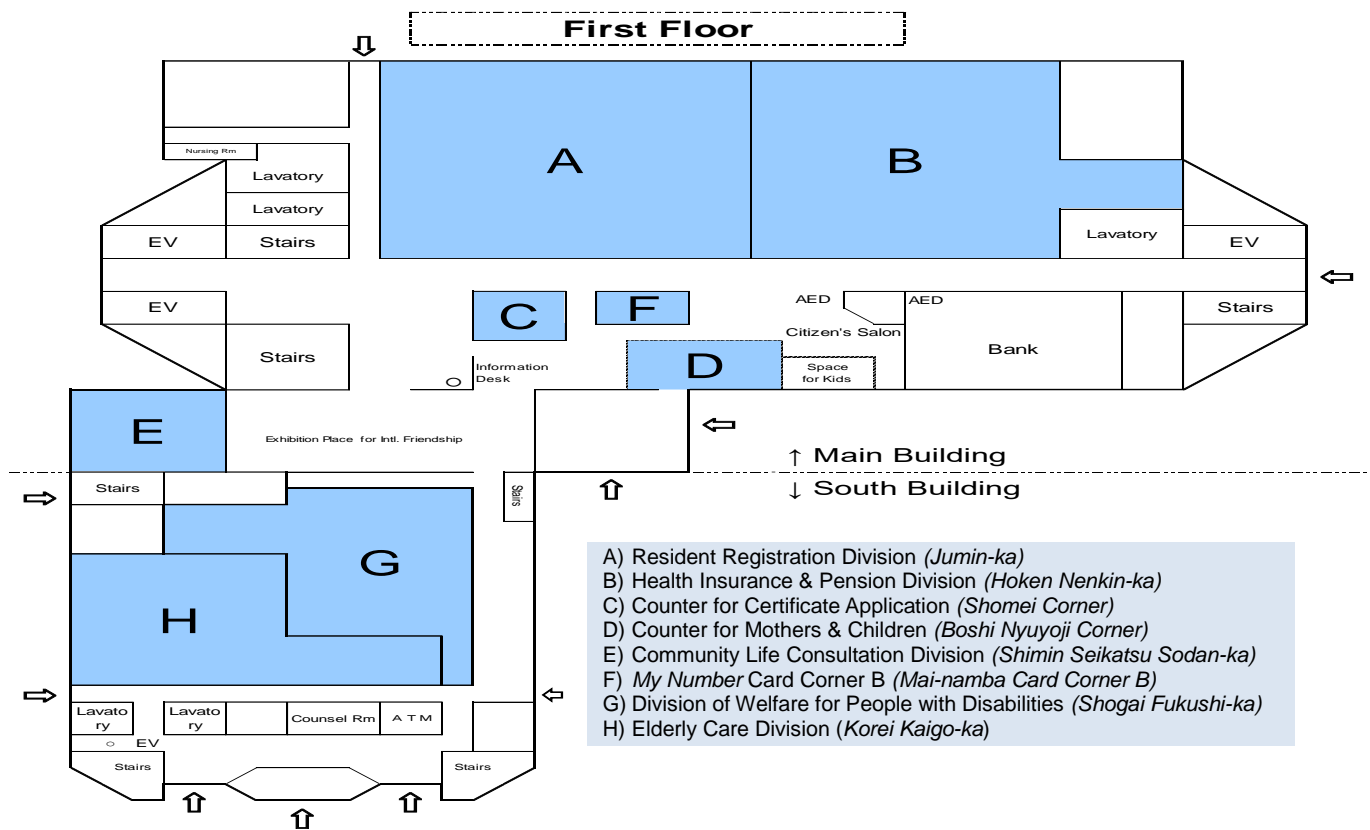 First Floor
A
B
Nursing Rm
Lavatory
Lavatory
EV
Stairs
Lavatory
EV
EV
C
F
AED
AED
Stairs
Citizen's Salon
Stairs
Bank
Information
Desk
D
Space
for Kids
E
Exhibition Place for Intl. Friendship
↑ Main Building
Stairs
Stairs
↓ South Building
G
H
A) Resident Registration Division (Jumin-ka)
B) Health Insurance & Pension Division (Hoken Nenkin-ka)
C) Counter for Certificate Application (Shomei Corner)
D) Counter for Mothers & Children (Boshi Nyuyoji Corner)
E) Community Life Consultation Division (Shimin Seikatsu Sodan-ka)
F) My Number Card Corner B (Mai-namba Card Corner B)
G) Division of Welfare for People with Disabilities (Shogai Fukushi-ka)
H) Elderly Care Division (Korei Kaigo-ka)
Lavato
ry
Lavato
ry
Counsel Rm
ATM
EV
Stairs
Stairs